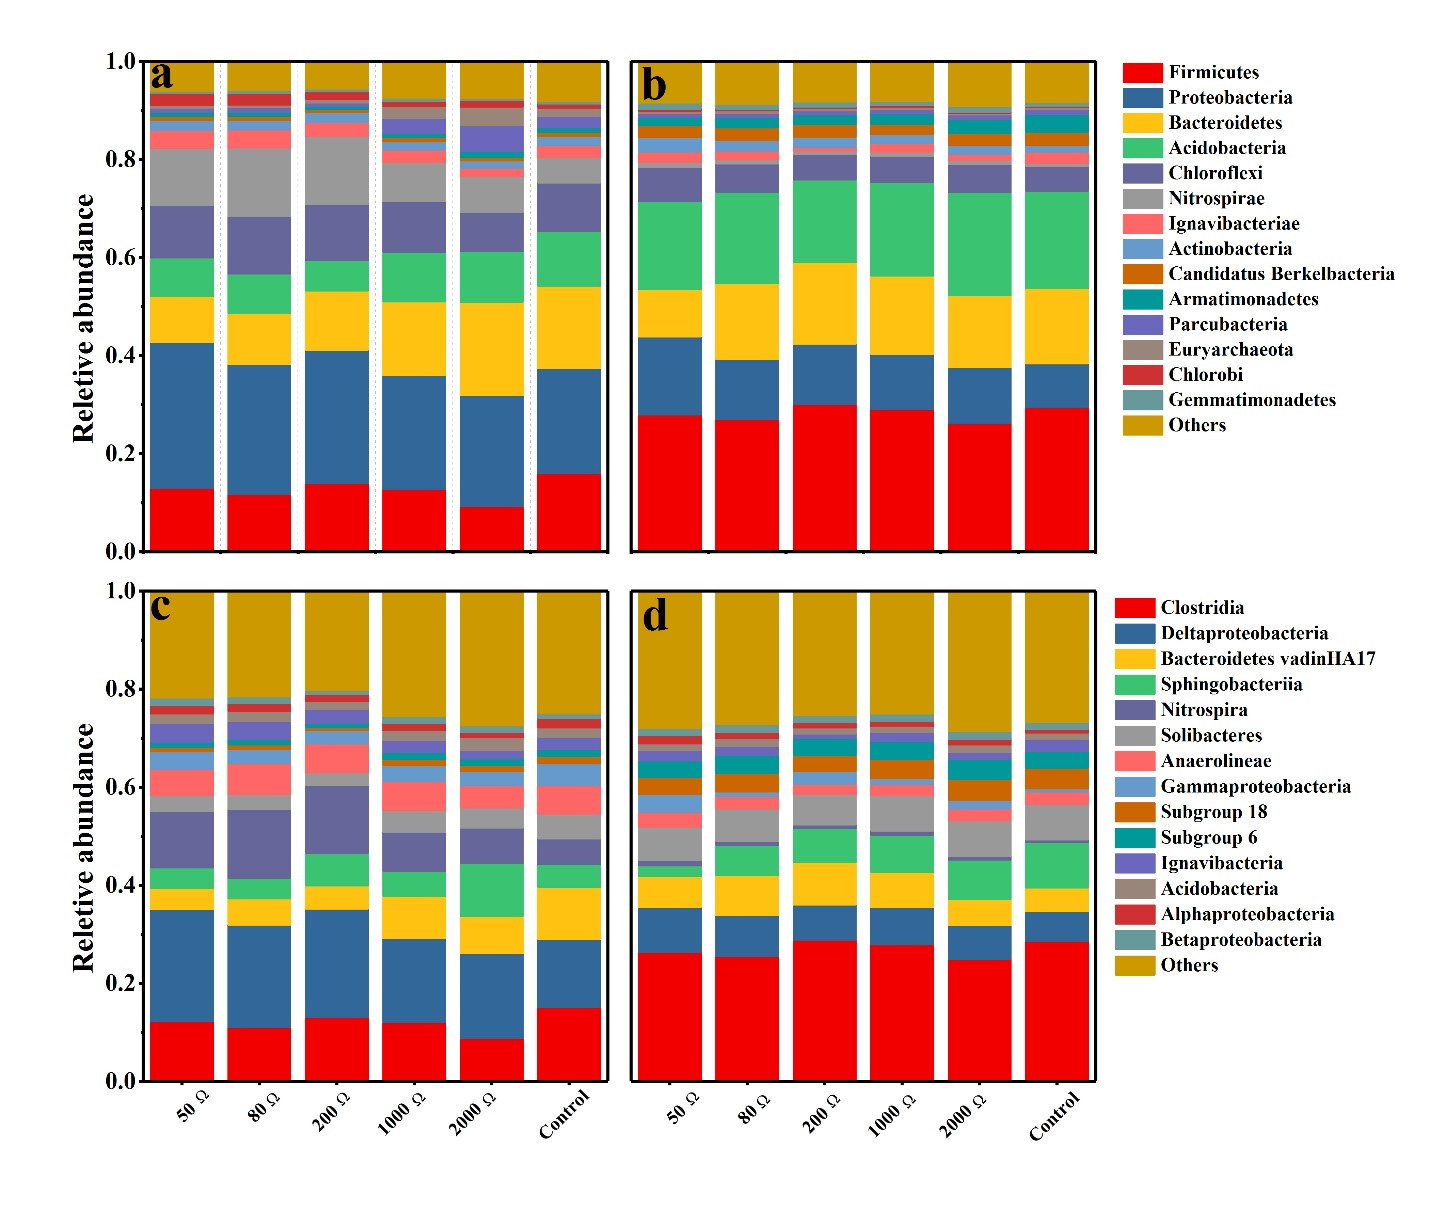 a
b
1.0
0.8
0.6
0.4
0.2
0.0
Reletive abundance
Firmicutes
Proteobacteria
Bacteroidetes
Acidobacteria
Chloroflexi
Nitrospirae
Ignavibacteriae
Actinobacteria
Candidatus Berkelbacteria
Armatimonadetes
Parcubacteria
Euryarchaeota
Chlorobi
Gemmatimonadetes
Others
c
d
1.0
0.8
0.6
0.4
0.2
0.0
Reletive abundance
Clostridia
Deltaproteobacteria
Bacteroidetes vadinHA17
Sphingobacteriia
Nitrospira
Solibacteres
Anaerolineae
Gammaproteobacteria
Subgroup 18
Subgroup 6
Ignavibacteria
Acidobacteria
Alphaproteobacteria
Betaproteobacteria
Others
50 Ω
80 Ω
200 Ω
1000 Ω
2000 Ω
Control
50 Ω
80 Ω
200 Ω
1000 Ω
2000 Ω
Control